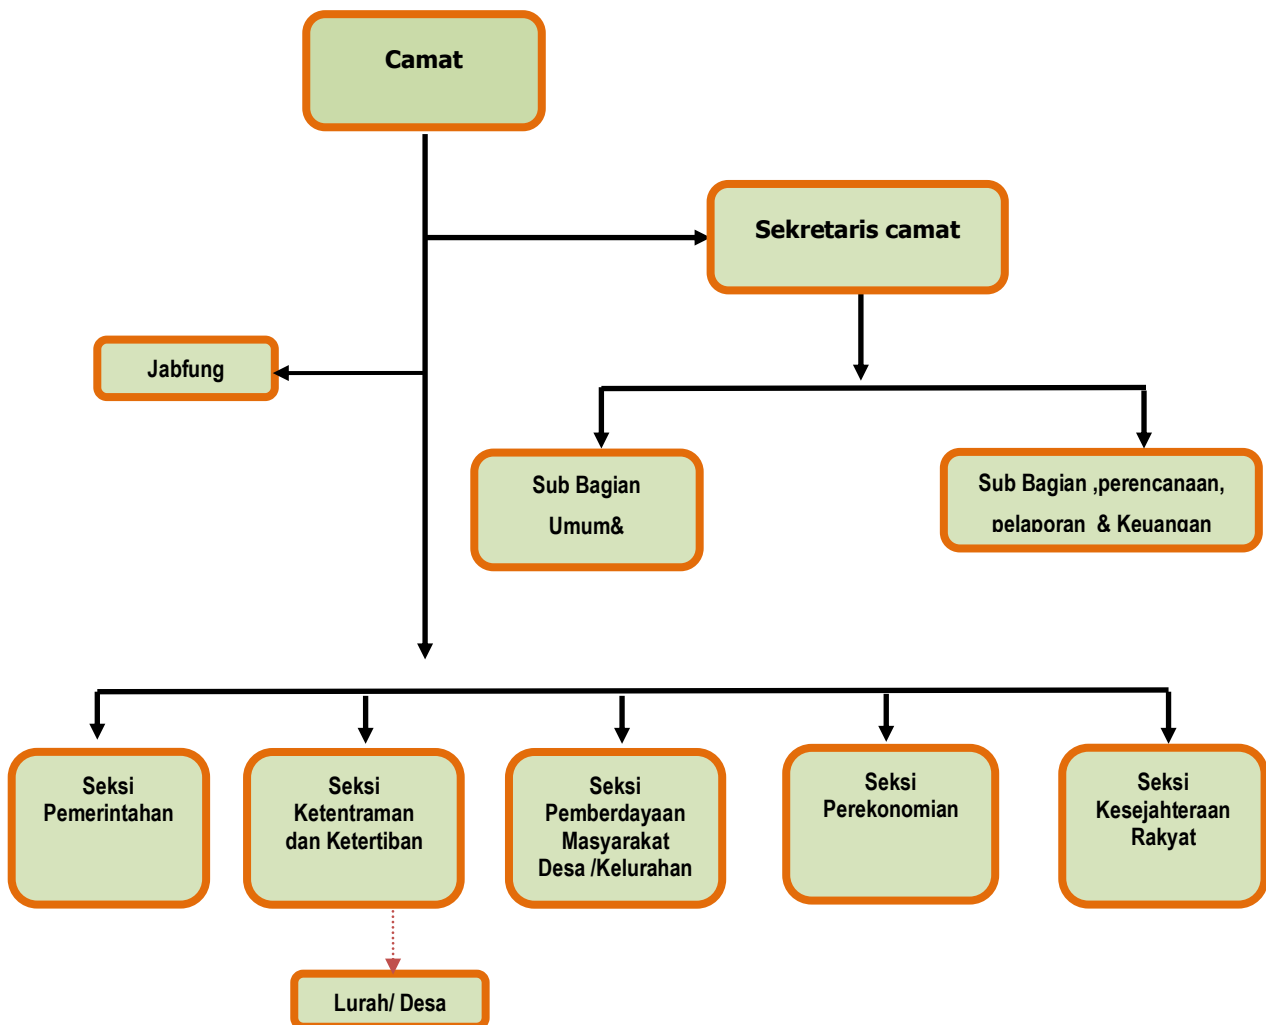 Camat
Sekretaris camat
Jabfung
Sub Bagian
Umum&
Sub Bagian ,perencanaan,
pelaporan & Keuangan
Seksi
Pemerintahan
Seksi
Ketentraman
dan Ketertiban
Seksi
Pemberdayaan
Masyarakat
Desa /Kelurahan
Seksi
Perekonomian
Seksi
Kesejahteraan
Rakyat
Lurah/ Desa